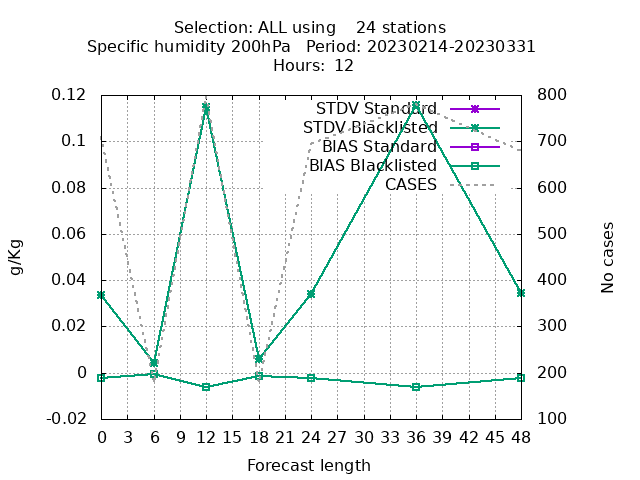 Selection: ALL using    24 stations
Specific humidity 200hPa   Period: 20230214-20230331
Hours:  12
STDV Standard
STDV Blacklisted
BIAS Standard
BIAS Blacklisted
CASES
0.12
0.1
0.08
0.06
0.04
0.02
0
-0.02
g/Kg
800
700
600
500
400
300
200
100
No cases
0 3 6 9 12 15 18 21 24 27 30 33 36 39 42 45 48
Forecast length